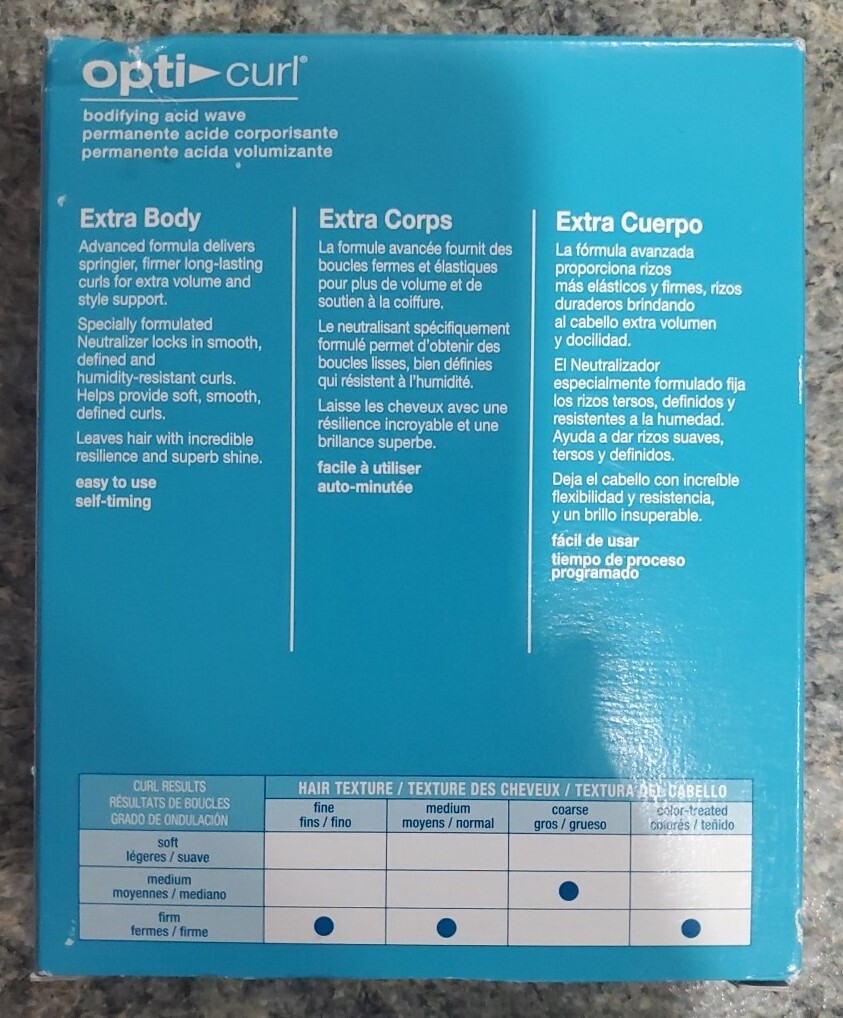 opti curl®
bodifying acid wave
permanente acide corporisante
permanente acida volumizante
Extra Body
Advanced formula delivers
springier, firmer long-lasting
curls for extra volume and
style support.
Specially formulated
Neutralizer locks in smooth,
defined and
humidity-resistant curls.
Helps provide soft, smooth,
defined curls.
Leaves hair with incredible
resilience and superb shine.
easy to use
self-timing
Extra Corps
La formule avancée fournit des
boucles fermes et élastiques
pour plus de volume et de
soutien à la coiffure.
Le neutralisant spécifiquement
formulé permet d'obtenir des
boucles lisses, bien définies
qui résistent à l'humidité.
Laisse les cheveux avec une
résilience incroyable et une
brillance superbe.
facile à utiliser
auto-minutée
Extra Cuerpo
La fórmula avanzada
proporciona rizos
más elásticos y firmes, rizos
duraderos brindando
al cabello extra volumen
y docilidad.
El Neutralizador
especialmente formulado fija
los rizos tersos, definidos y
resistentes a la humedad.
Ayuda a dar rizos suaves,
tersos y definidos.
Deja el cabello con increíble
flexibilidad y resistencia,
y un brillo insuperable.
fácil de usar
tiempo de proceso
programado
CURL RESULTS
RÉSULTATS DE BOUCLES
GRADO DE ONDULACIÓN
HAIR TEXTURE / TEXTURE DES CHEVEUX / TEXTURA DEL CABELLO
fine
fins / fino
medium
moyens / normal
coarse
gros / grueso
color-treated
colorés / teñido
soft
légeres / suave
medium
moyennes / mediano
firm
fermes / firme